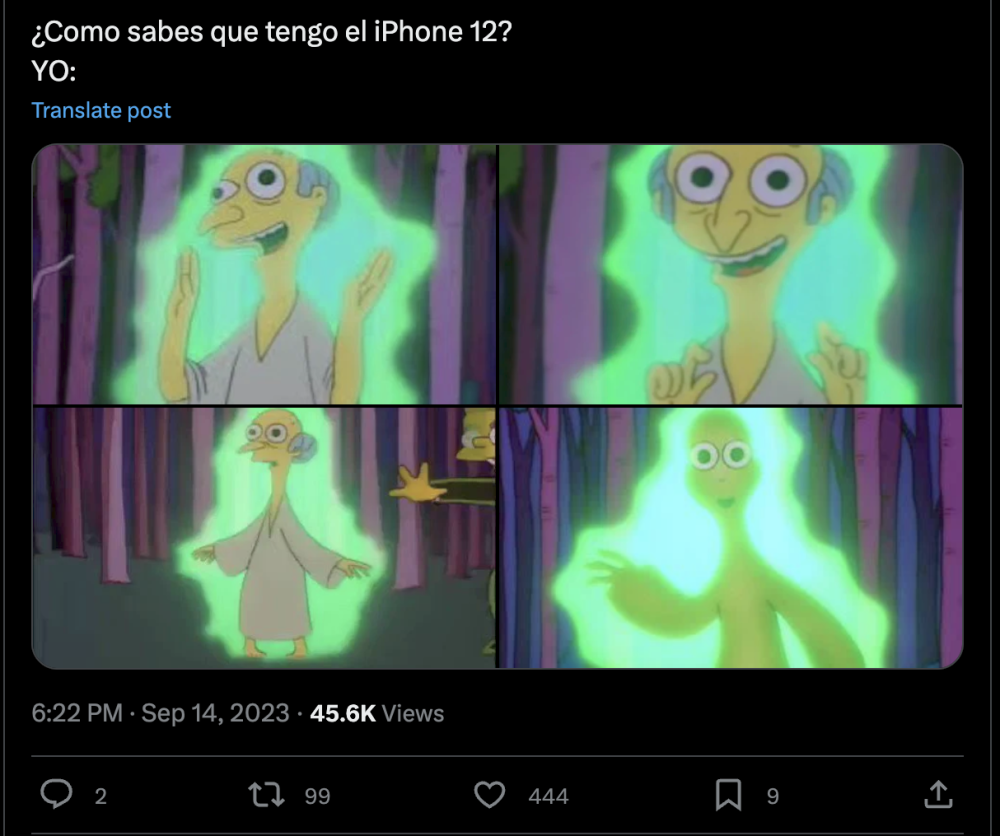 ¿Como sabes que tengo el iPhone 12?
YO:
Translate post
6:22 PM · Sep 14, 2023 · 45.6K Views
2 99 444 9